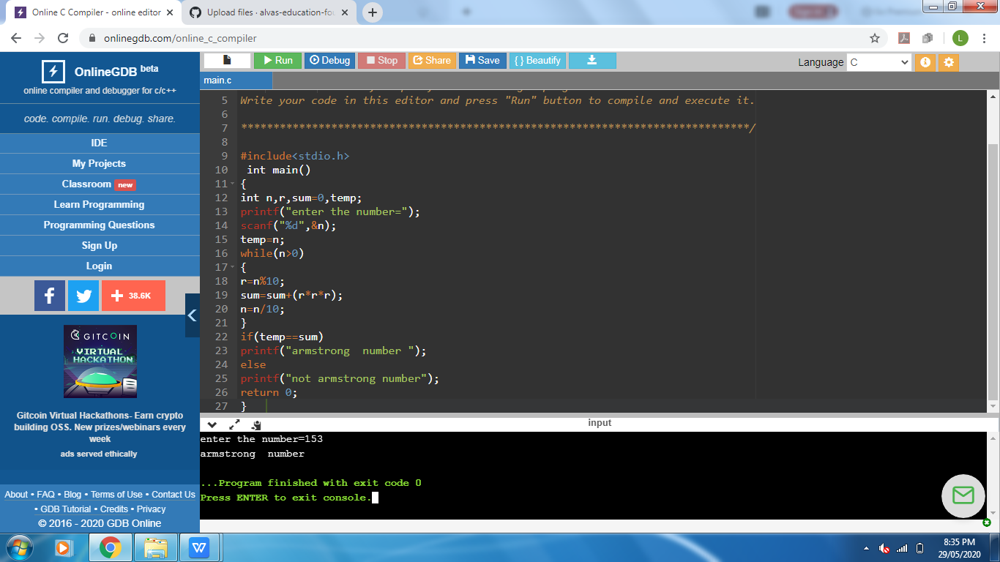 Online C Compiler - online editor
Upload files · alvas-education-fou
onlinegdb.com/online_c_compiler
L
OnlineGDB beta
online compiler and debugger for c/c++
code. compile. run. debug. share.
IDE
My Projects
Classroom new
Learn Programming
Programming Questions
Sign Up
Login
38.6K
GITCOIN
VIRTUAL
HACKATHON
Gitcoin Virtual Hackathons- Earn crypto
building OSS. New prizes/webinars every
week
ads served ethically
About • FAQ • Blog • Terms of Use • Contact Us
• GDB Tutorial • Credits • Privacy
© 2016 - 2020 GDB Online
Run Debug Stop Share Save { } Beautify
Language C
main.c
5 Write your code in this editor and press "Run" button to compile and execute it.
6
7 *******************************************************************************/
8
9 #include<stdio.h>
10  int main()
11 {
12 int n,r,sum=0,temp;
13 printf("enter the number=");
14 scanf("%d",&n);
15 temp=n;
16 while(n>0)
17 {
18 r=n%10;
19 sum=sum+(r*r*r);
20 n=n/10;
21 }
22 if(temp==sum)
23 printf("armstrong  number ");
24 else
25 printf("not armstrong number");
26 return 0;
27 }
input
enter the number=153
armstrong  number
...Program finished with exit code 0
Press ENTER to exit console.
W
8:35 PM
29/05/2020